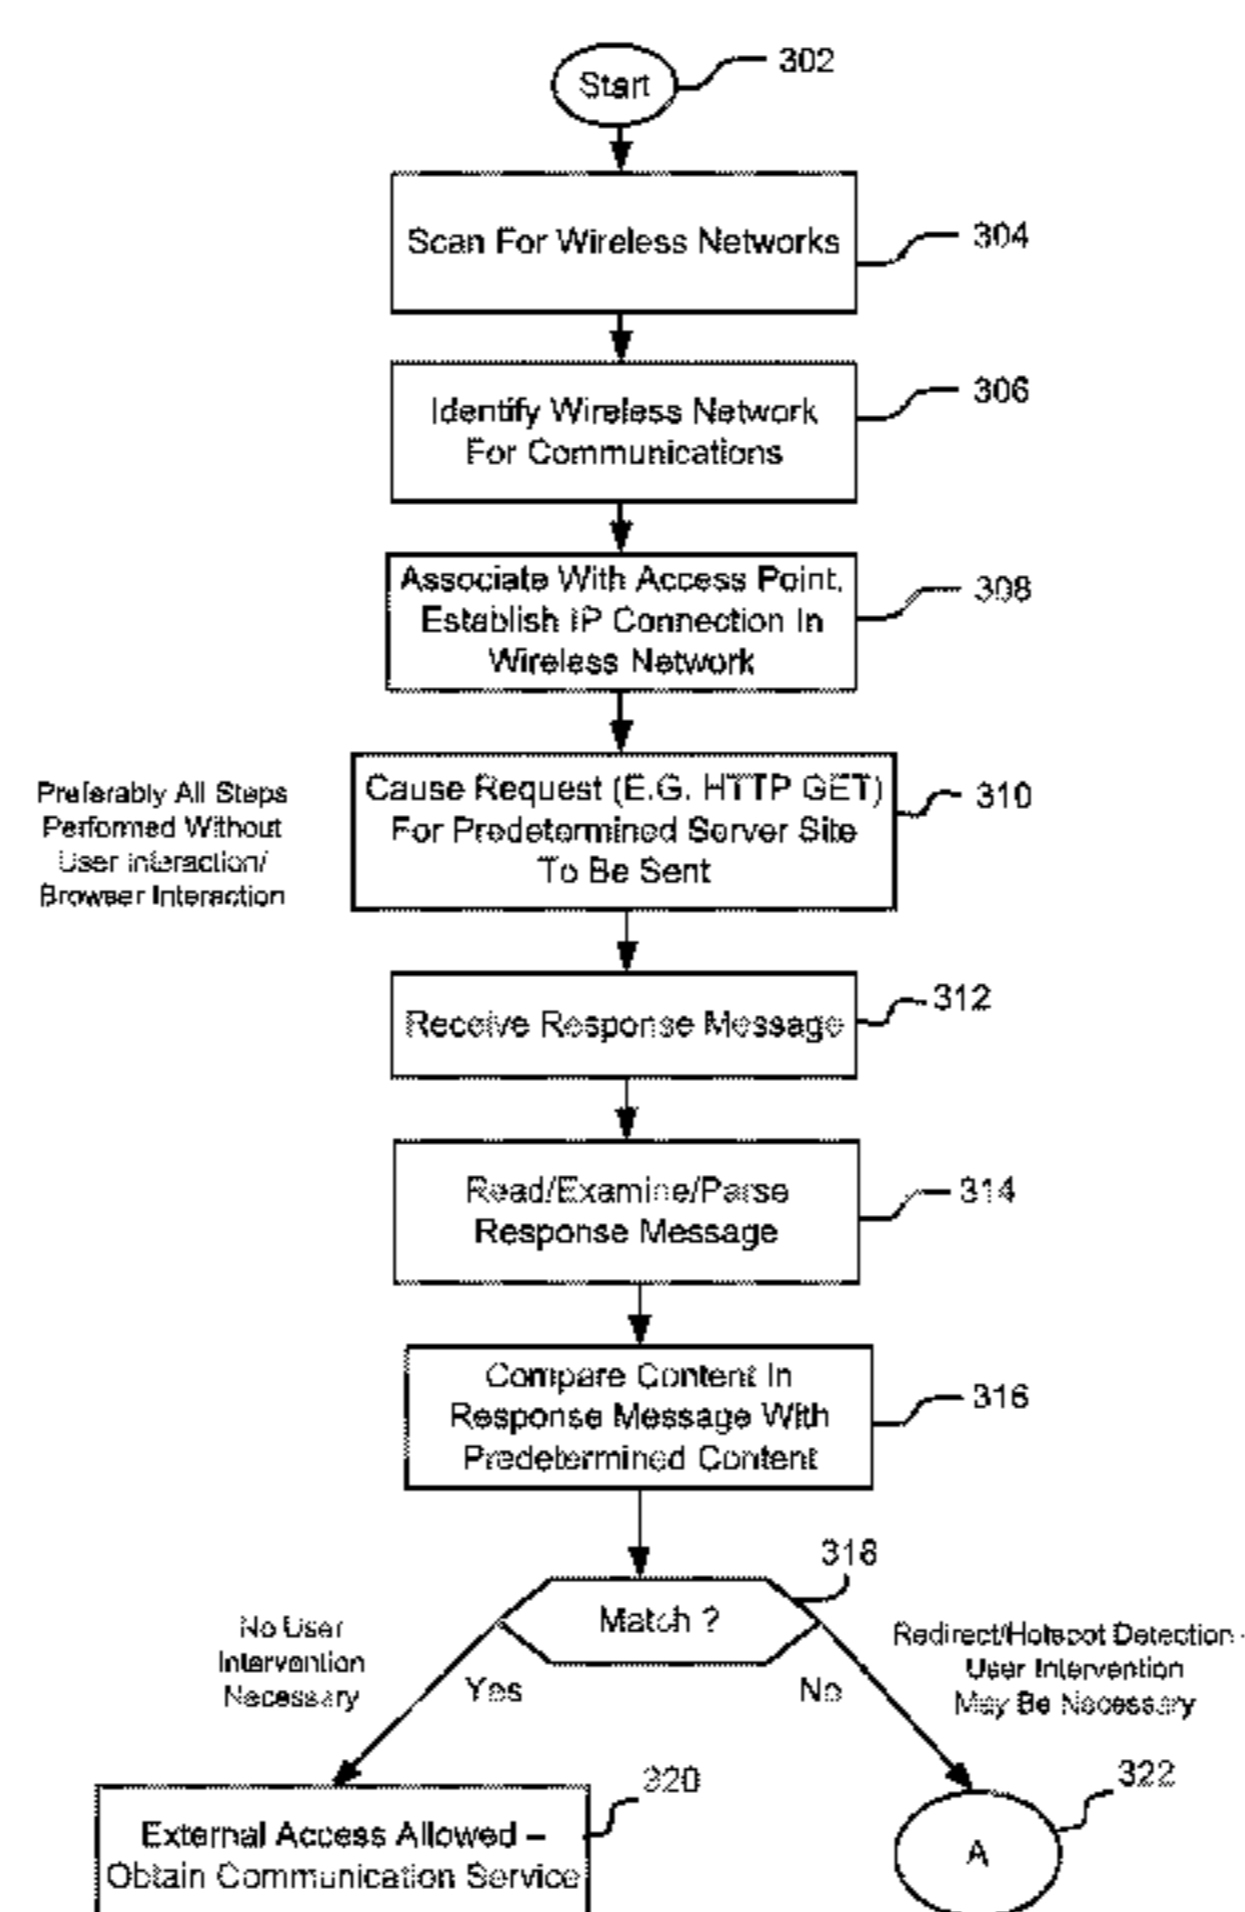 Start
302
Scan For Wireless Networks
304
Identify Wireless Network
For Communications
306
Associate With Access Point,
Establish IP Connection In
Wireless Network
308
Preferably All Steps
Performed Without
User Interaction/
Browser Interaction
Cause Request (E.G. HTTP GET)
For Predetermined Server Site
To Be Sent
310
Receive Response Message
312
Read/Examine/Parse
Response Message
314
Compare Content In
Response Message With
Predetermined Content
316
318
Match ?
No User
Intervention
Necessary
Yes
No
Redirect/Hotspot Detection -
User Intervention
May Be Necessary
External Access Allowed –
Obtain Communication Service
320
A
322